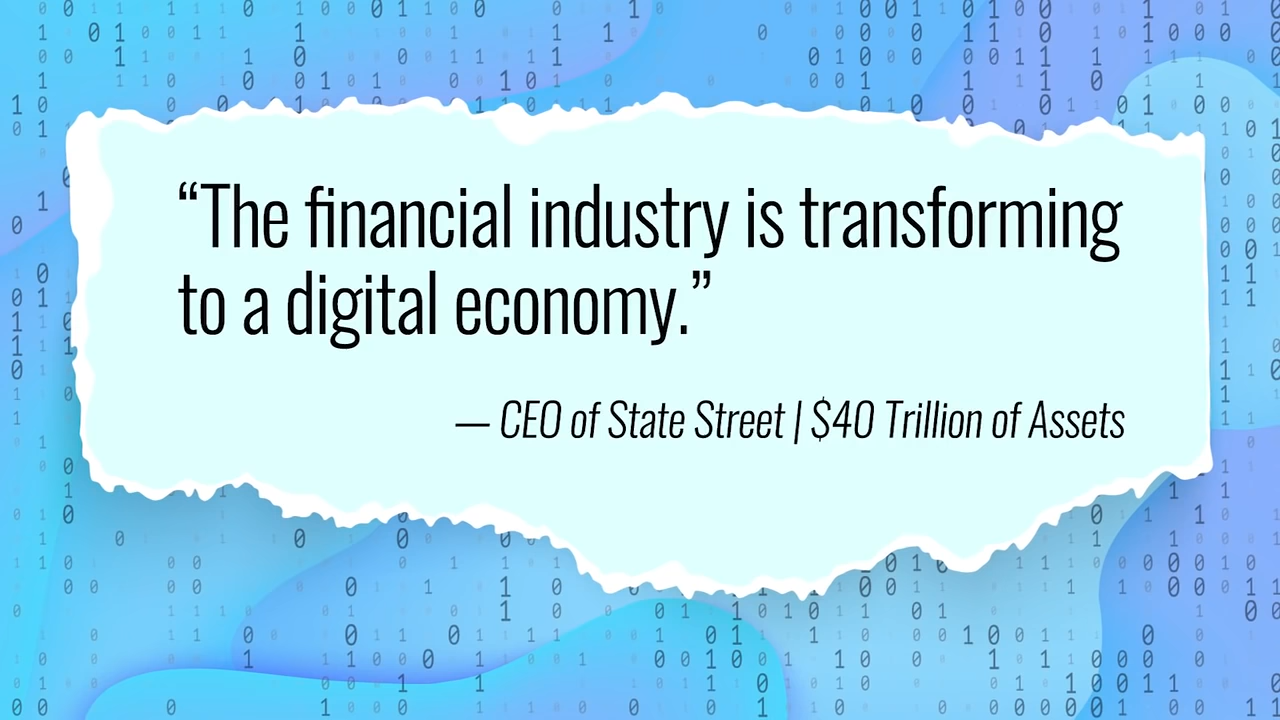 “The financial industry is transforming
to a digital economy.”
— CEO of State Street | $40 Trillion of Assets